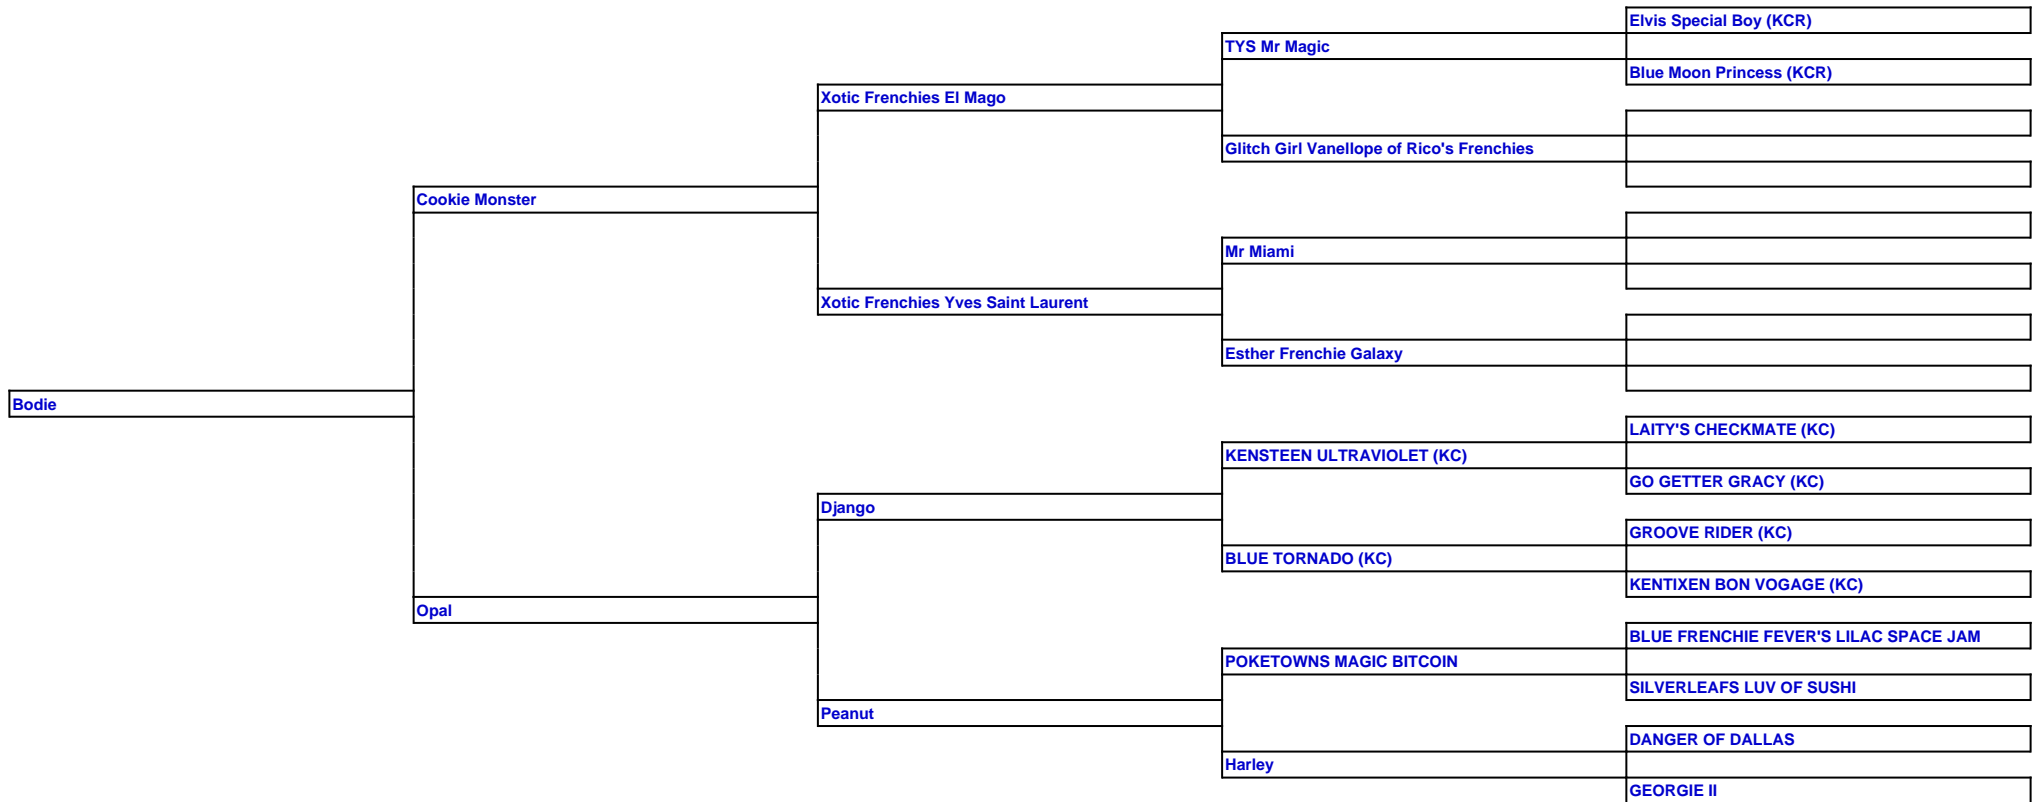 Elvis Special Boy (KCR)
TYS Mr Magic
Blue Moon Princess (KCR)
Xotic Frenchies El Mago
Glitch Girl Vanellope of Rico's Frenchies
Cookie Monster
Mr Miami
Xotic Frenchies Yves Saint Laurent
Esther Frenchie Galaxy
Bodie
LAITY'S CHECKMATE (KC)
KENSTEEN ULTRAVIOLET (KC)
GO GETTER GRACY (KC)
Django
GROOVE RIDER (KC)
BLUE TORNADO (KC)
KENTIXEN BON VOGAGE (KC)
Opal
BLUE FRENCHIE FEVER'S LILAC SPACE JAM
POKETOWNS MAGIC BITCOIN
SILVERLEAFS LUV OF SUSHI
Peanut
DANGER OF DALLAS
Harley
GEORGIE II